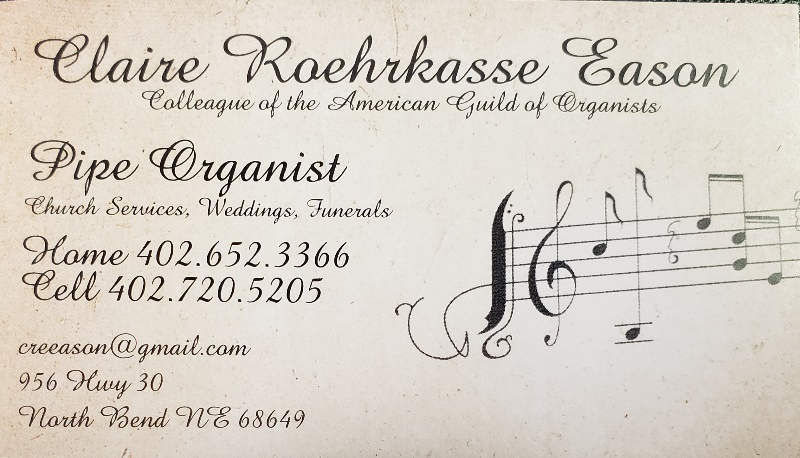 Claire Roehrkasse Eason
Colleague of the American Guild of Organists
Pipe Organist
Church Services, Weddings, Funerals
Home 402.652.3366
Cell 402.720.5205
creeason@gmail.com
956 Hwy 30
North Bend NE 68649